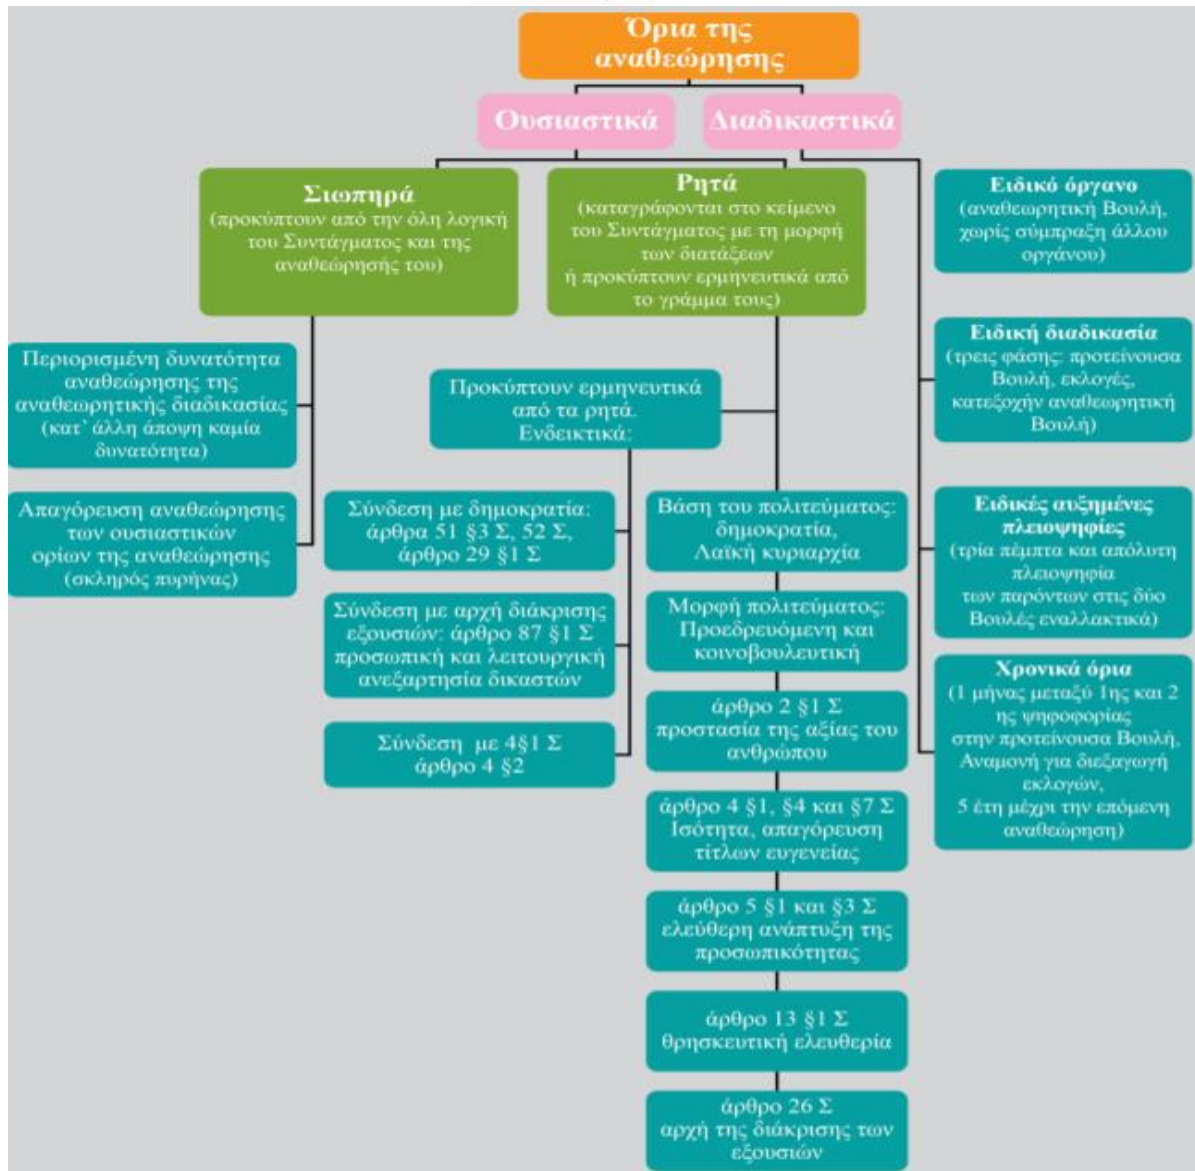 Όρια της
αναθεώρησης
Ουσιαστικά
Διαδικαστικά
Σιωπηρά
(προκύπτουν από την όλη λογική
του Συντάγματος και της
αναθεώρησής του)
Ρητά
(καταγράφονται στο κείμενο
του Συντάγματος με τη μορφή
των διατάξεων
ή προκύπτουν ερμηνευτικά από
το γράμμα τους)
Περιορισμένη δυνατότητα
αναθεώρησης της
αναθεωρητικής διαδικασίας
(κατ’ άλλη άποψη καμία
δυνατότητα)
Απαγόρευση αναθεώρησης
των ουσιαστικών
ορίων της αναθεώρησης
(σκληρός πυρήνας)
Προκύπτουν ερμηνευτικά
από τα ρητά.
Ενδεικτικά:
Σύνδεση με δημοκρατία:
άρθρα 51 §3 Σ, 52 Σ,
άρθρο 29 §1 Σ
Σύνδεση με αρχή διάκρισης
εξουσιών: άρθρο 87 §1 Σ
προσωπική και λειτουργική
ανεξαρτησία δικαστών
Σύνδεση με 4§1 Σ
άρθρο 4 §2
Βάση του πολιτεύματος:
δημοκρατία,
Λαϊκή κυριαρχία
Μορφή πολιτεύματος:
Προεδρευόμενη και
κοινοβουλευτική
άρθρο 2 §1 Σ
προστασία της αξίας του
ανθρώπου
άρθρο 4 §1, §4 και §7 Σ
Ισότητα, απαγόρευση
τίτλων ευγενείας
άρθρο 5 §1 και §3 Σ
ελεύθερη ανάπτυξη της
προσωπικότητας
άρθρο 13 §1 Σ
θρησκευτική ελευθερία
άρθρο 26 Σ
αρχή της διάκρισης των
εξουσιών
Ειδικό όργανο
(αναθεωρητική Βουλή,
χωρίς σύμπραξη άλλου
οργάνου)
Ειδική διαδικασία
(τρεις φάσης: προτείνουσα
Βουλή, εκλογές,
κατεξοχήν αναθεωρητική
Βουλή)
Ειδικές αυξημένες
πλειοψηφίες
(τρία πέμπτα και απόλυτη
πλειοψηφία
των παρόντων στις δύο
Βουλές εναλλακτικά)
Χρονικά όρια
(1 μήνας μεταξύ 1ης και 2
ης ψηφοφορίας
στην προτείνουσα Βουλή,
Αναμονή για διεξαγωγή
εκλογών,
5 έτη μέχρι την επόμενη
αναθεώρηση)